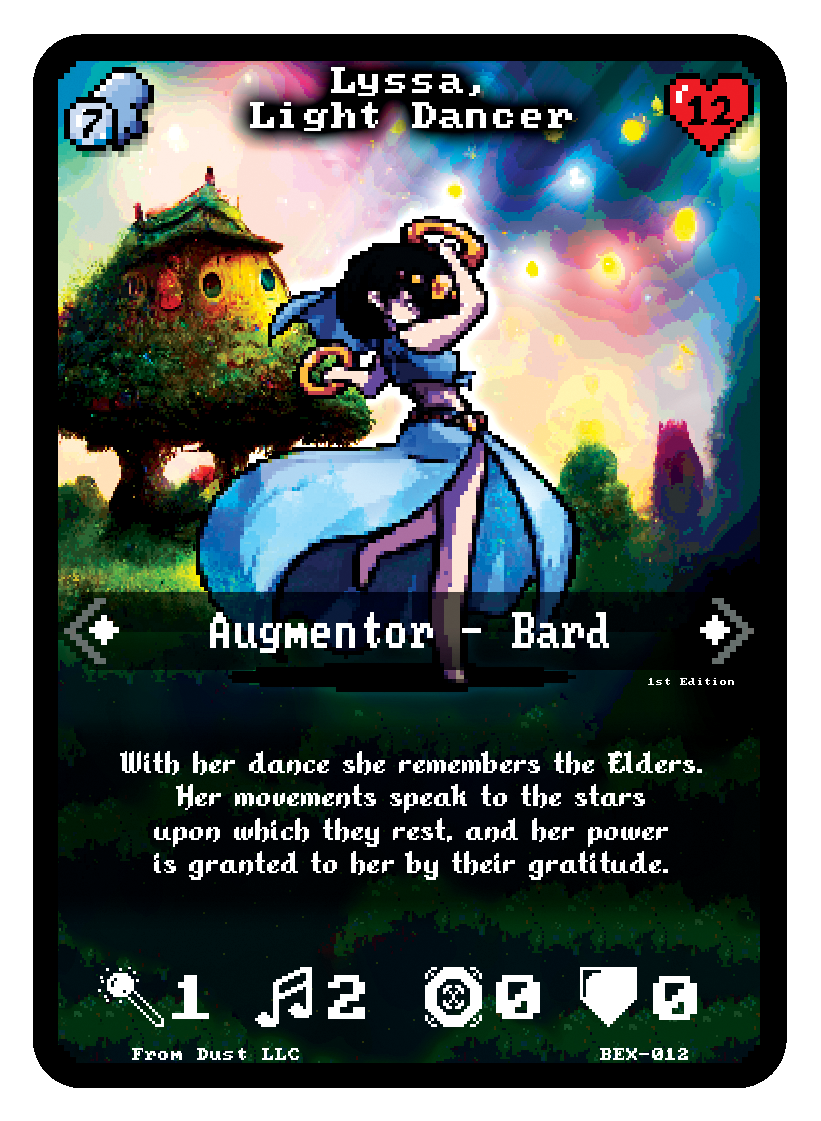 Lyssa,
Light Dancer
7
12
Augmentor - Bard
1st Edition
With her dance she remembers the Elders.
Her movements speak to the stars
upon which they rest, and her power
is granted to her by their gratitude.
1 2 0 0
From Dust LLC BEX-012